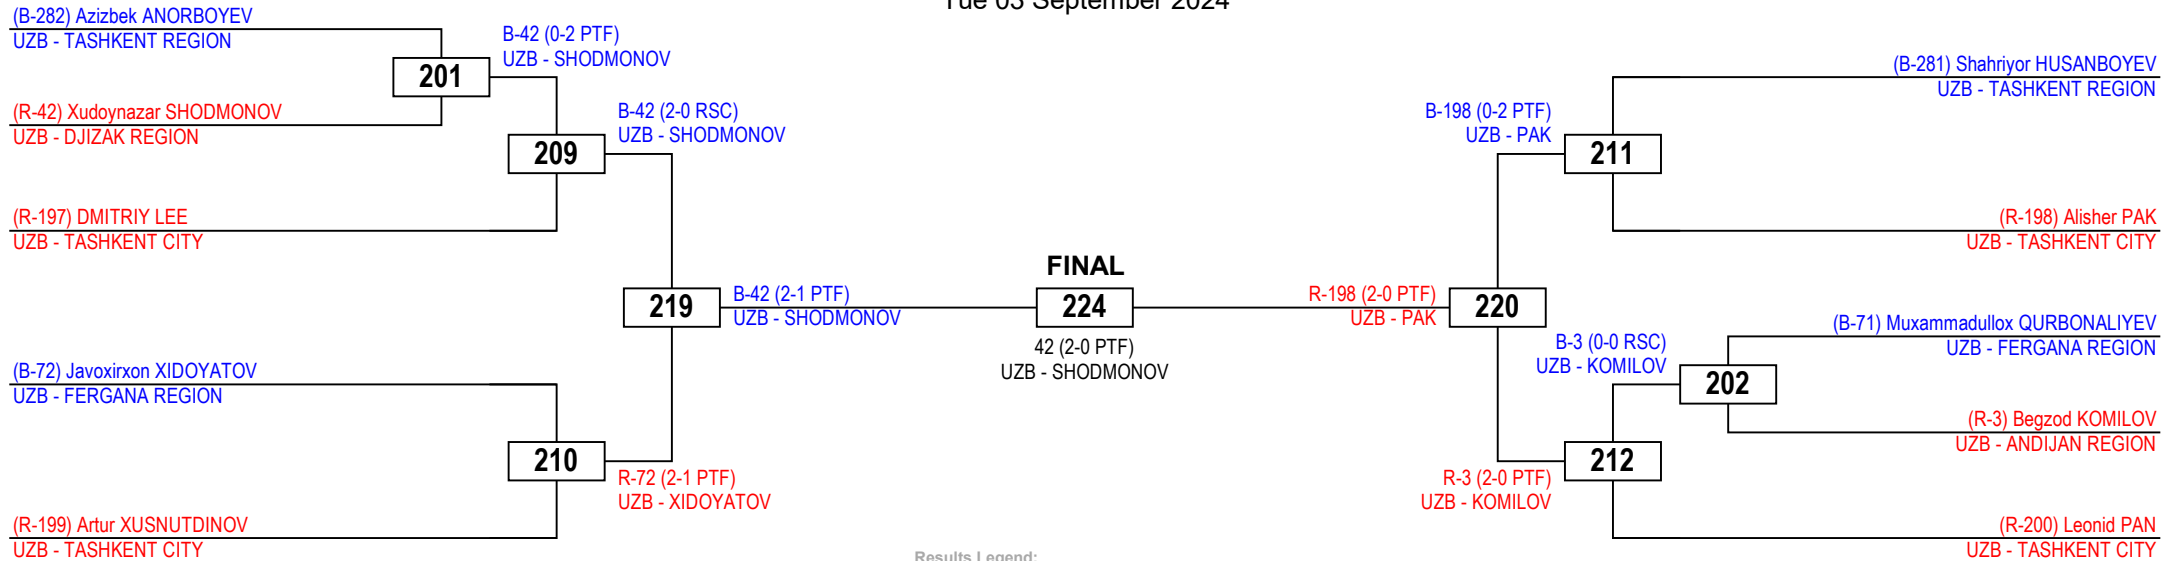 Tue 03 September 2024
(B-282) Azizbek ANORBOYEV
UZB - TASHKENT REGION
201
B-42 (0-2 PTF)
UZB - SHODMONOV
(R-42) Xudoynazar SHODMONOV
UZB - DJIZAK REGION
209
B-42 (2-0 RSC)
UZB - SHODMONOV
(R-197) DMITRIY LEE
UZB - TASHKENT CITY
219
B-42 (2-1 PTF)
UZB - SHODMONOV
(B-72) Javoxirxon XIDOYATOV
UZB - FERGANA REGION
210
R-72 (2-1 PTF)
UZB - XIDOYATOV
(R-199) Artur XUSNUTDINOV
UZB - TASHKENT CITY
FINAL
224
42 (2-0 PTF)
UZB - SHODMONOV
(B-281) Shahriyor HUSANBOYEV
UZB - TASHKENT REGION
B-198 (0-2 PTF)
UZB - PAK
211
(R-198) Alisher PAK
UZB - TASHKENT CITY
R-198 (2-0 PTF)
UZB - PAK
220
(B-71) Muxammadullox QURBONALIYEV
UZB - FERGANA REGION
B-3 (0-0 RSC)
UZB - KOMILOV
202
(R-3) Begzod KOMILOV
UZB - ANDIJAN REGION
212
R-3 (2-0 PTF)
UZB - KOMILOV
(R-200) Leonid PAN
UZB - TASHKENT CITY
Results Legend: